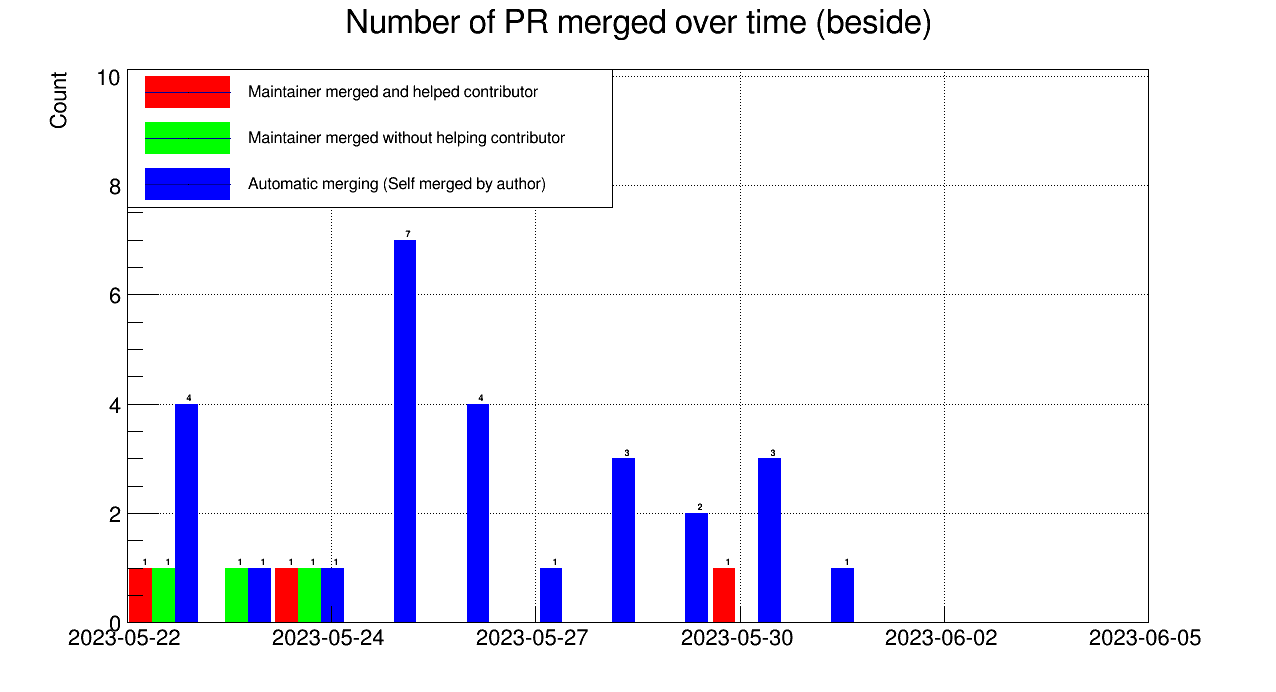 Number of PR merged over time (beside)
Count
10
8
6
4
2
0
Maintainer merged and helped contributor
Maintainer merged without helping contributor
Automatic merging (Self merged by author)
1 1 4 1 1 1 1 1 7 4 1 3 2 1 3 1
2023-05-22 2023-05-24 2023-05-27 2023-05-30 2023-06-02 2023-06-05